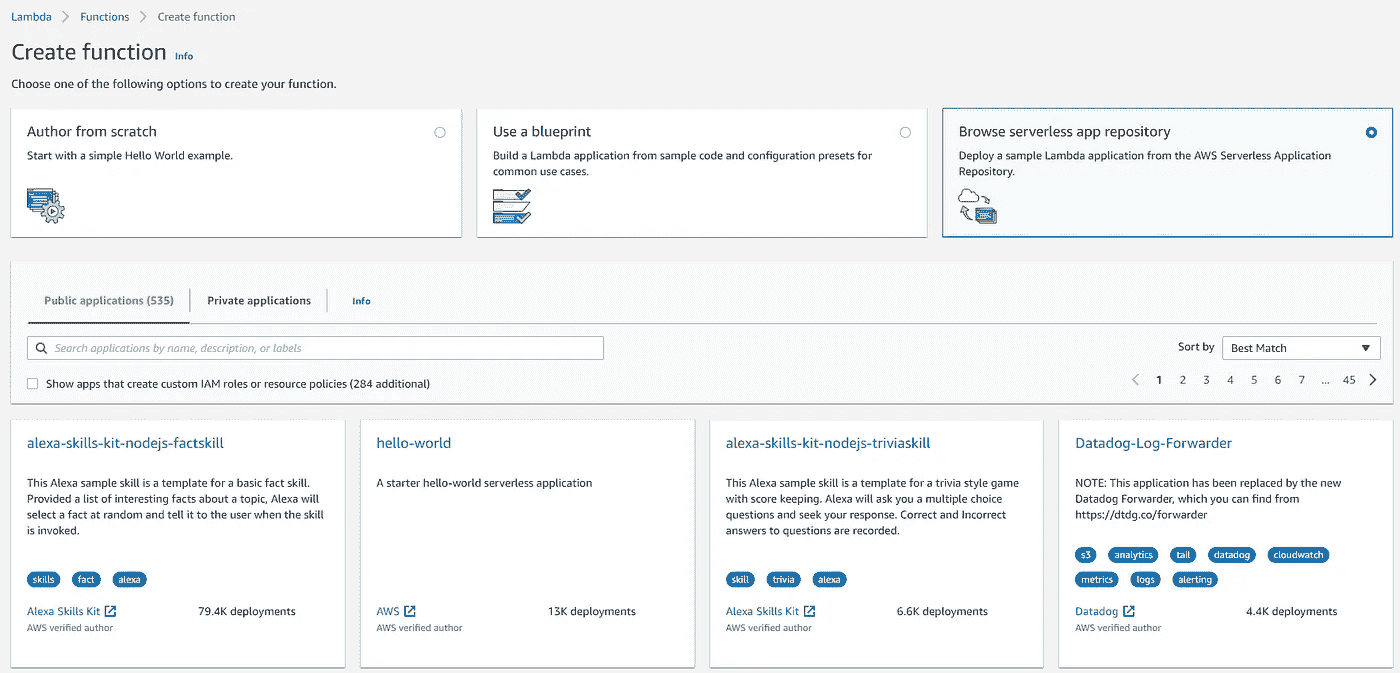 Lambda > Functions > Create function
Create function Info
Choose one of the following options to create your function.
Author from scratch
Start with a simple Hello World example.
Use a blueprint
Build a Lambda application from sample code and configuration presets for
common use cases.
Browse serverless app repository
Deploy a sample Lambda application from the AWS Serverless Application
Repository.
Public applications (535) Private applications Info
Search applications by name, description, or labels
Sort by Best Match
Show apps that create custom IAM roles or resource policies (284 additional)
< 1 2 3 4 5 6 7 ... 45 >
alexa-skills-kit-nodejs-factskill
This Alexa sample skill is a template for a basic fact skill.
Provided a list of interesting facts about a topic, Alexa will
select a fact at random and tell it to the user when the skill
is invoked.
skills fact alexa
Alexa Skills Kit 79.4K deployments
AWS verified author
hello-world
A starter hello-world serverless application
AWS 13K deployments
AWS verified author
alexa-skills-kit-nodejs-triviaskill
This Alexa sample skill is a template for a trivia style game
with score keeping. Alexa will ask you a multiple choice
questions and seek your response. Correct and Incorrect
answers to questions are recorded.
skill trivia alexa
Alexa Skills Kit 6.6K deployments
AWS verified author
Datadog-Log-Forwarder
NOTE: This application has been replaced by the new
Datadog Forwarder, which you can find from
https://dtdg.co/forwarder
s3 analytics tail datadog cloudwatch
metrics logs alerting
Datadog 4.4K deployments
AWS verified author